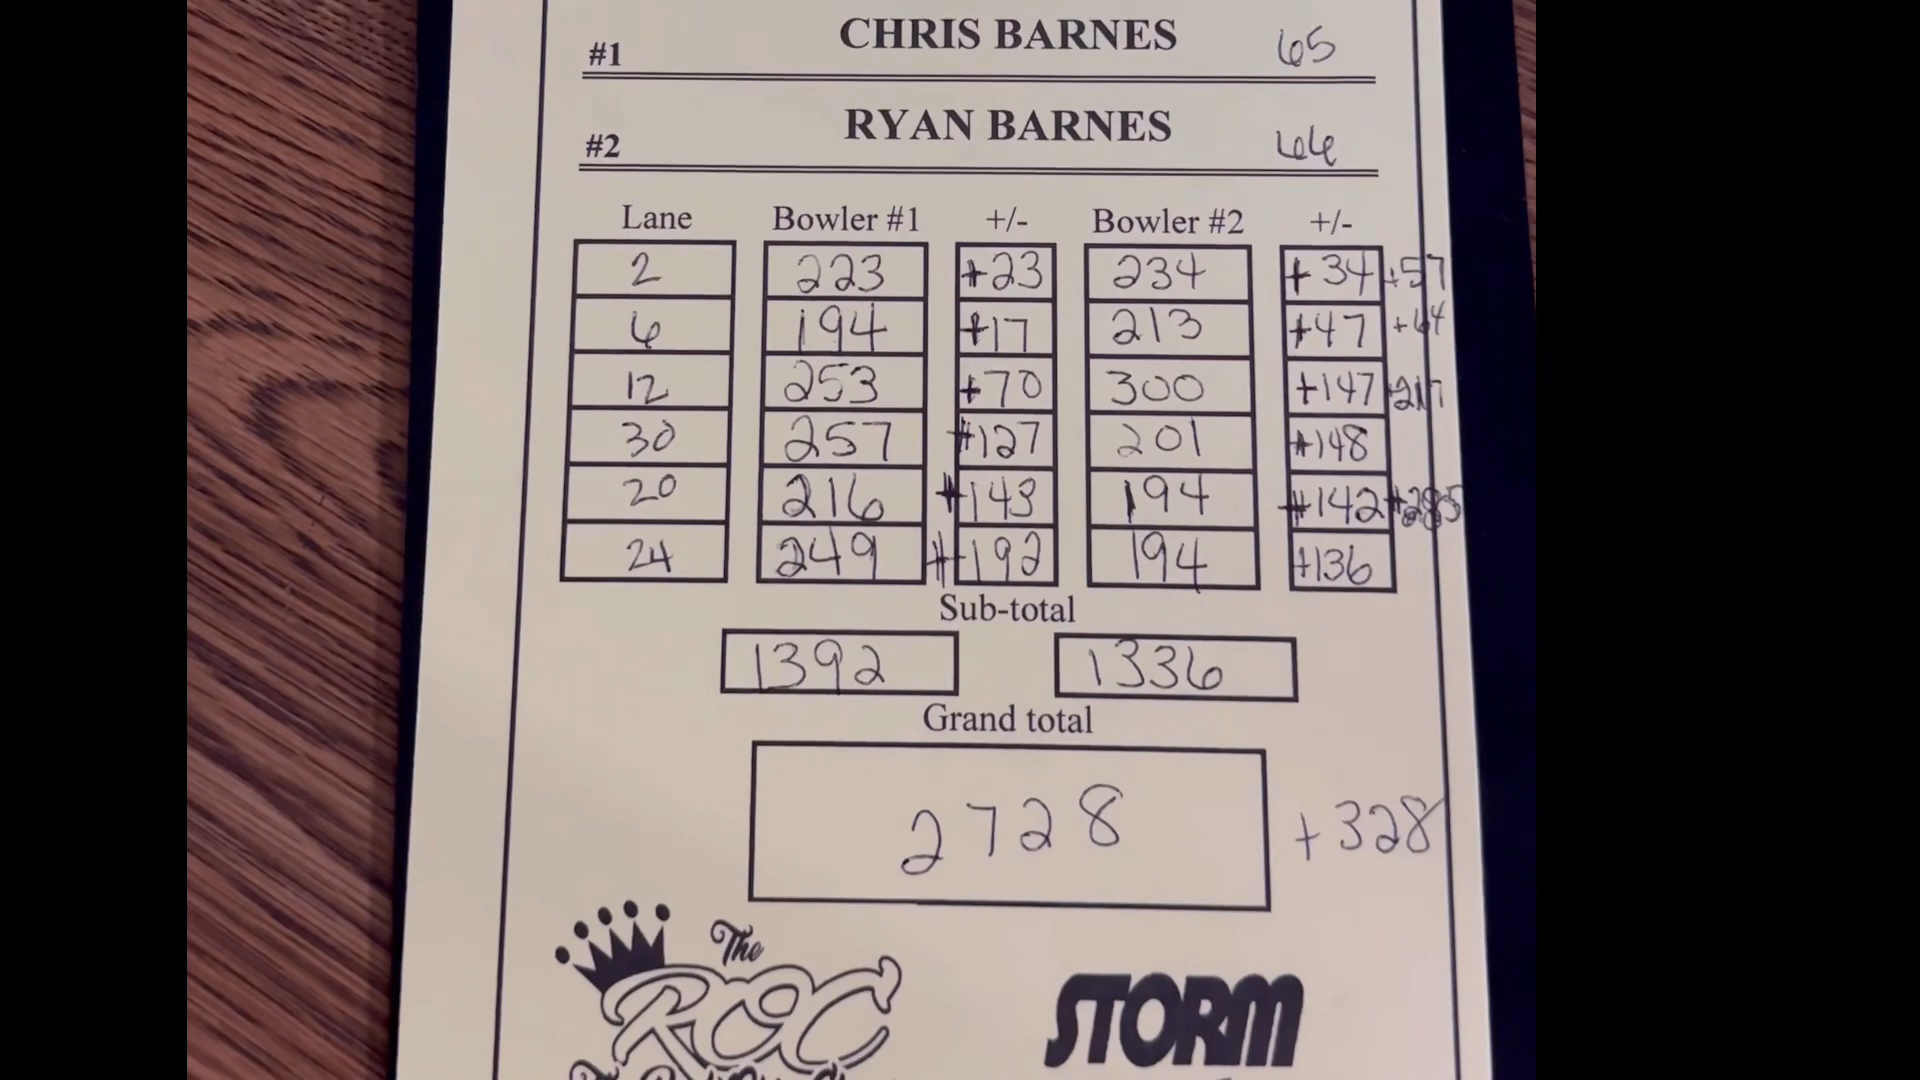 #1 CHRIS BARNES 65
#2 RYAN BARNES 66
Lane Bowler #1 +/- Bowler #2 +/-
2 223 +23 234 +34 +57
6 194 +17 213 +47 +64
12 253 +70 300 +147 +217
30 257 +127 201 +148
20 216 +143 194 +142 +285
24 249 +192 194 +136
Sub-total
1392 1336
Grand total
2728 +328
The
ROC STORM